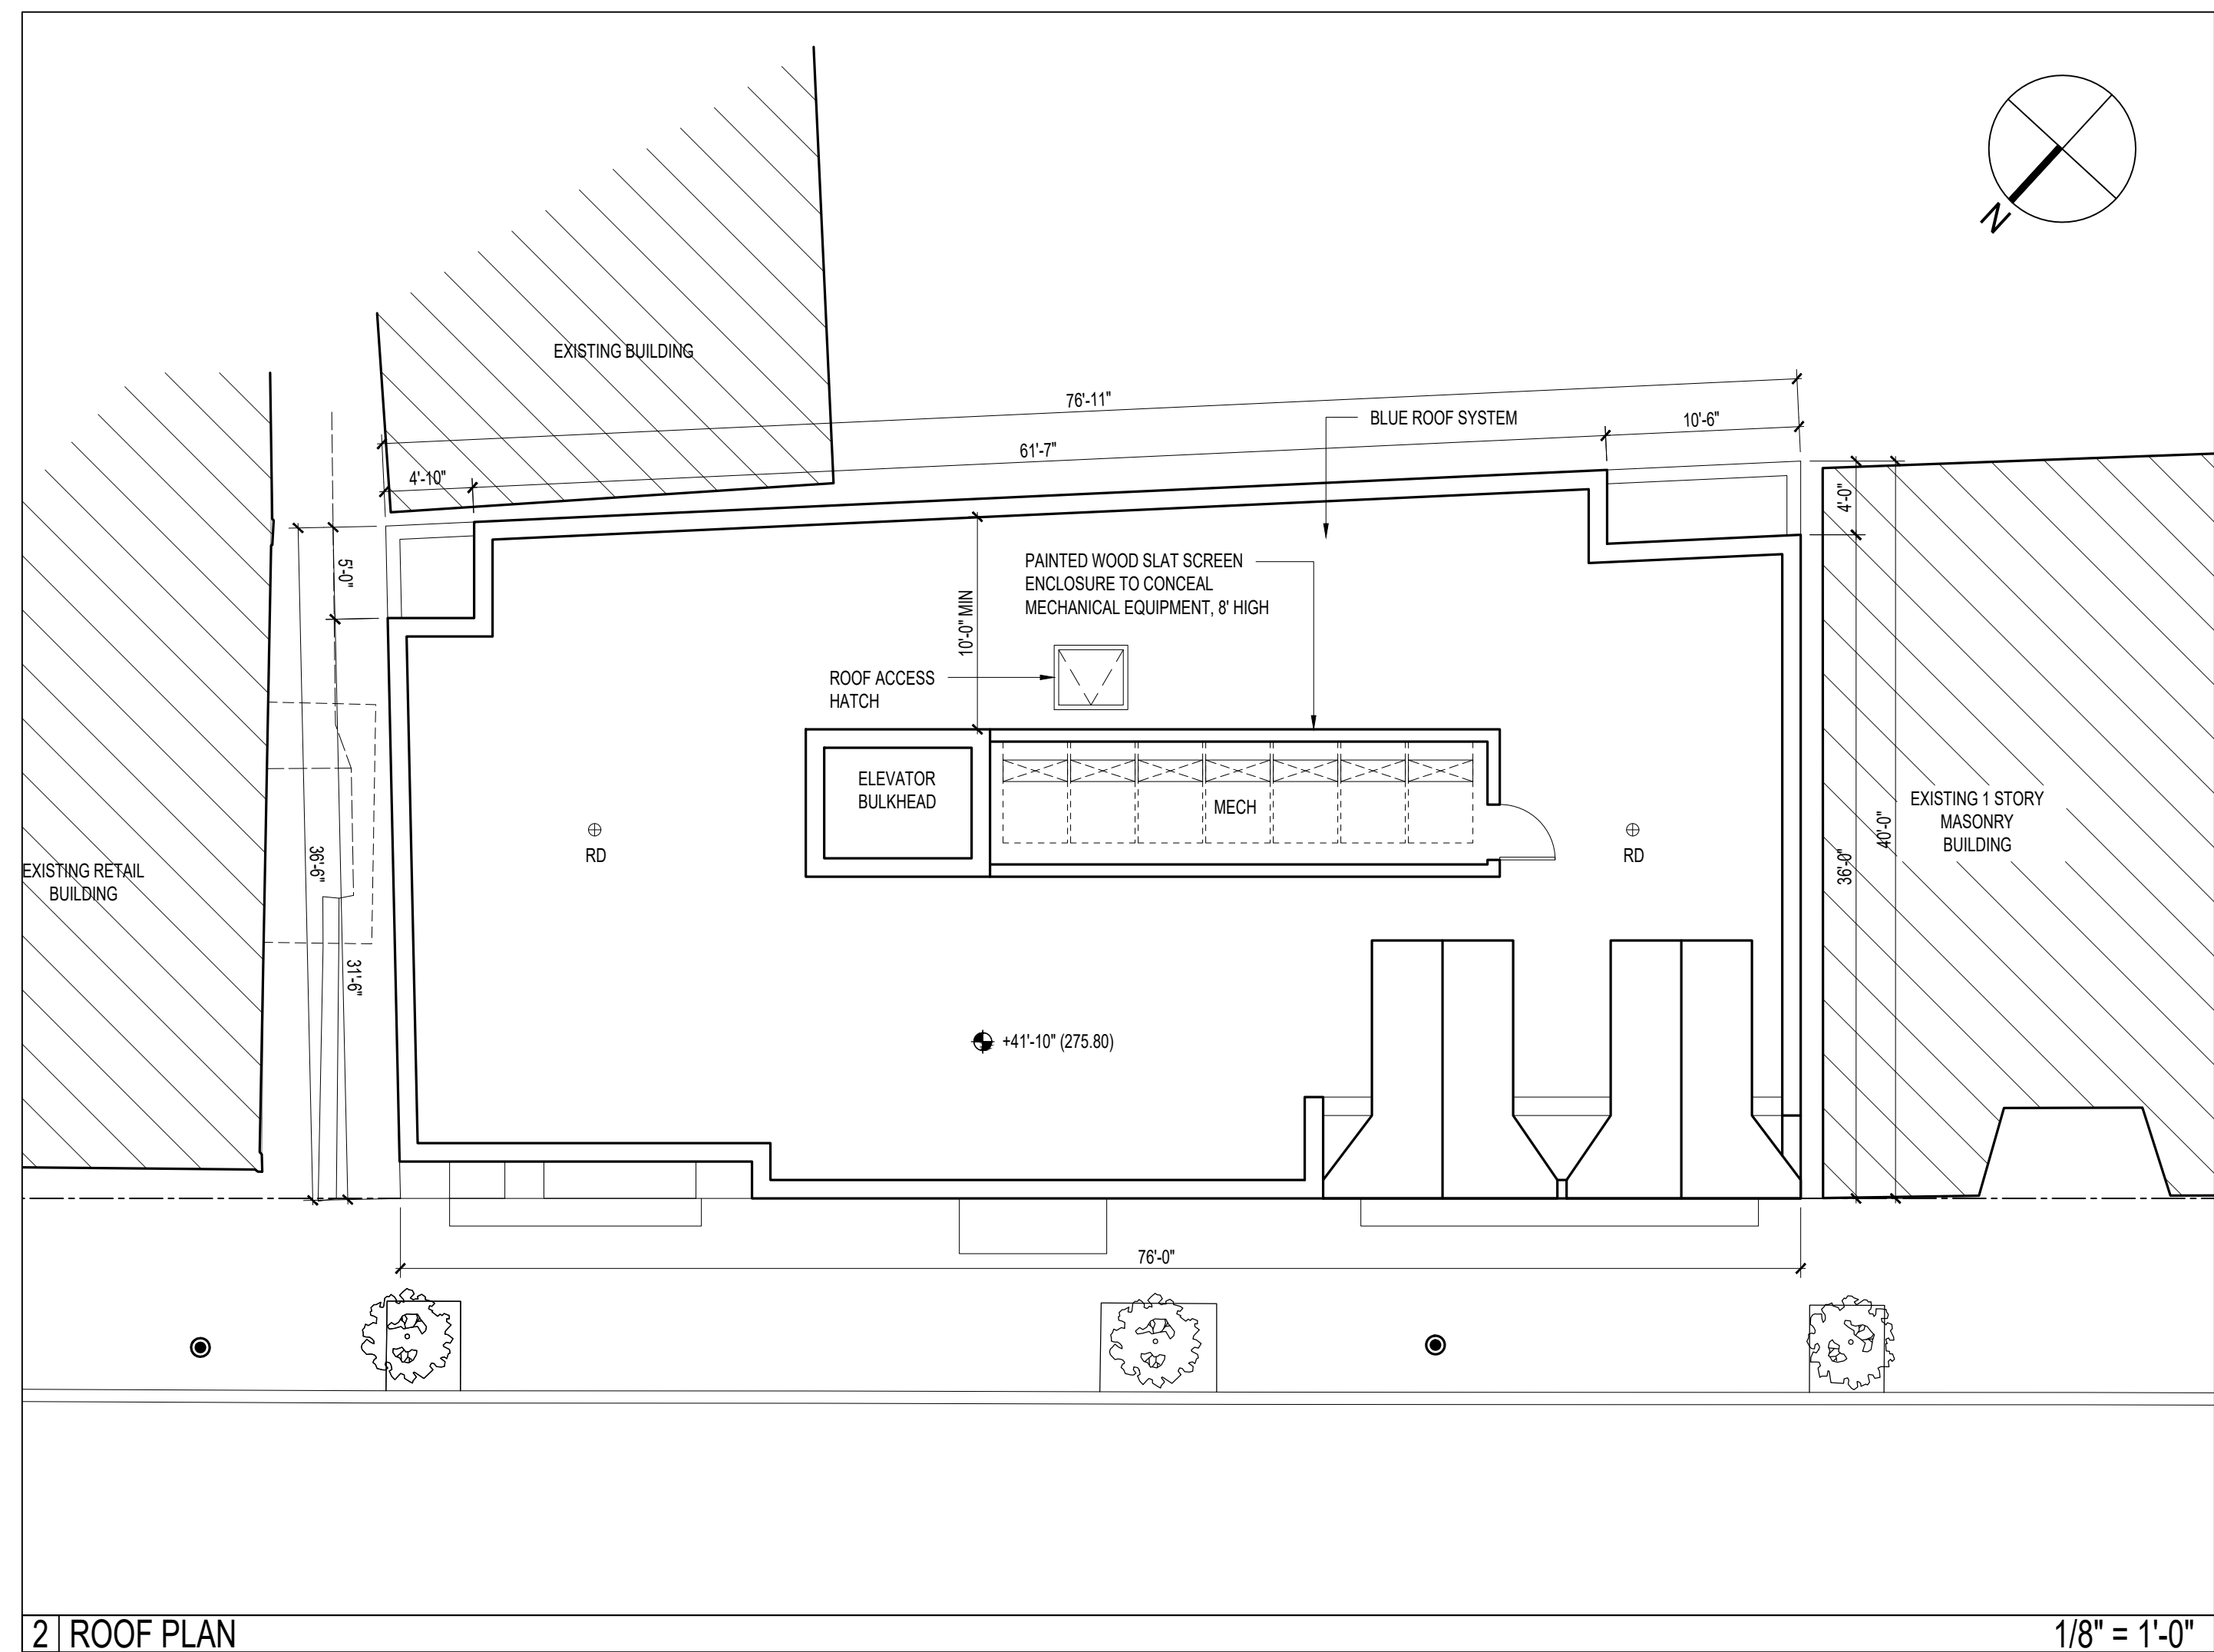 N
EXISTING BUILDING
76'-11"
BLUE ROOF SYSTEM
10'-6"
61'-7"
4'-10"
4'-0"
5'-0"
PAINTED WOOD SLAT SCREEN
ENCLOSURE TO CONCEAL
MECHANICAL EQUIPMENT, 8' HIGH
10'-0" MIN
ROOF ACCESS
HATCH
ELEVATOR
BULKHEAD
MECH
EXISTING 1 STORY
MASONRY
BUILDING
40'-0"
36'-0"
RD
RD
36'-6"
EXISTING RETAIL
BUILDING
31'-6"
+41'-10" (275.80)
76'-0"
2 ROOF PLAN
1/8" = 1'-0"